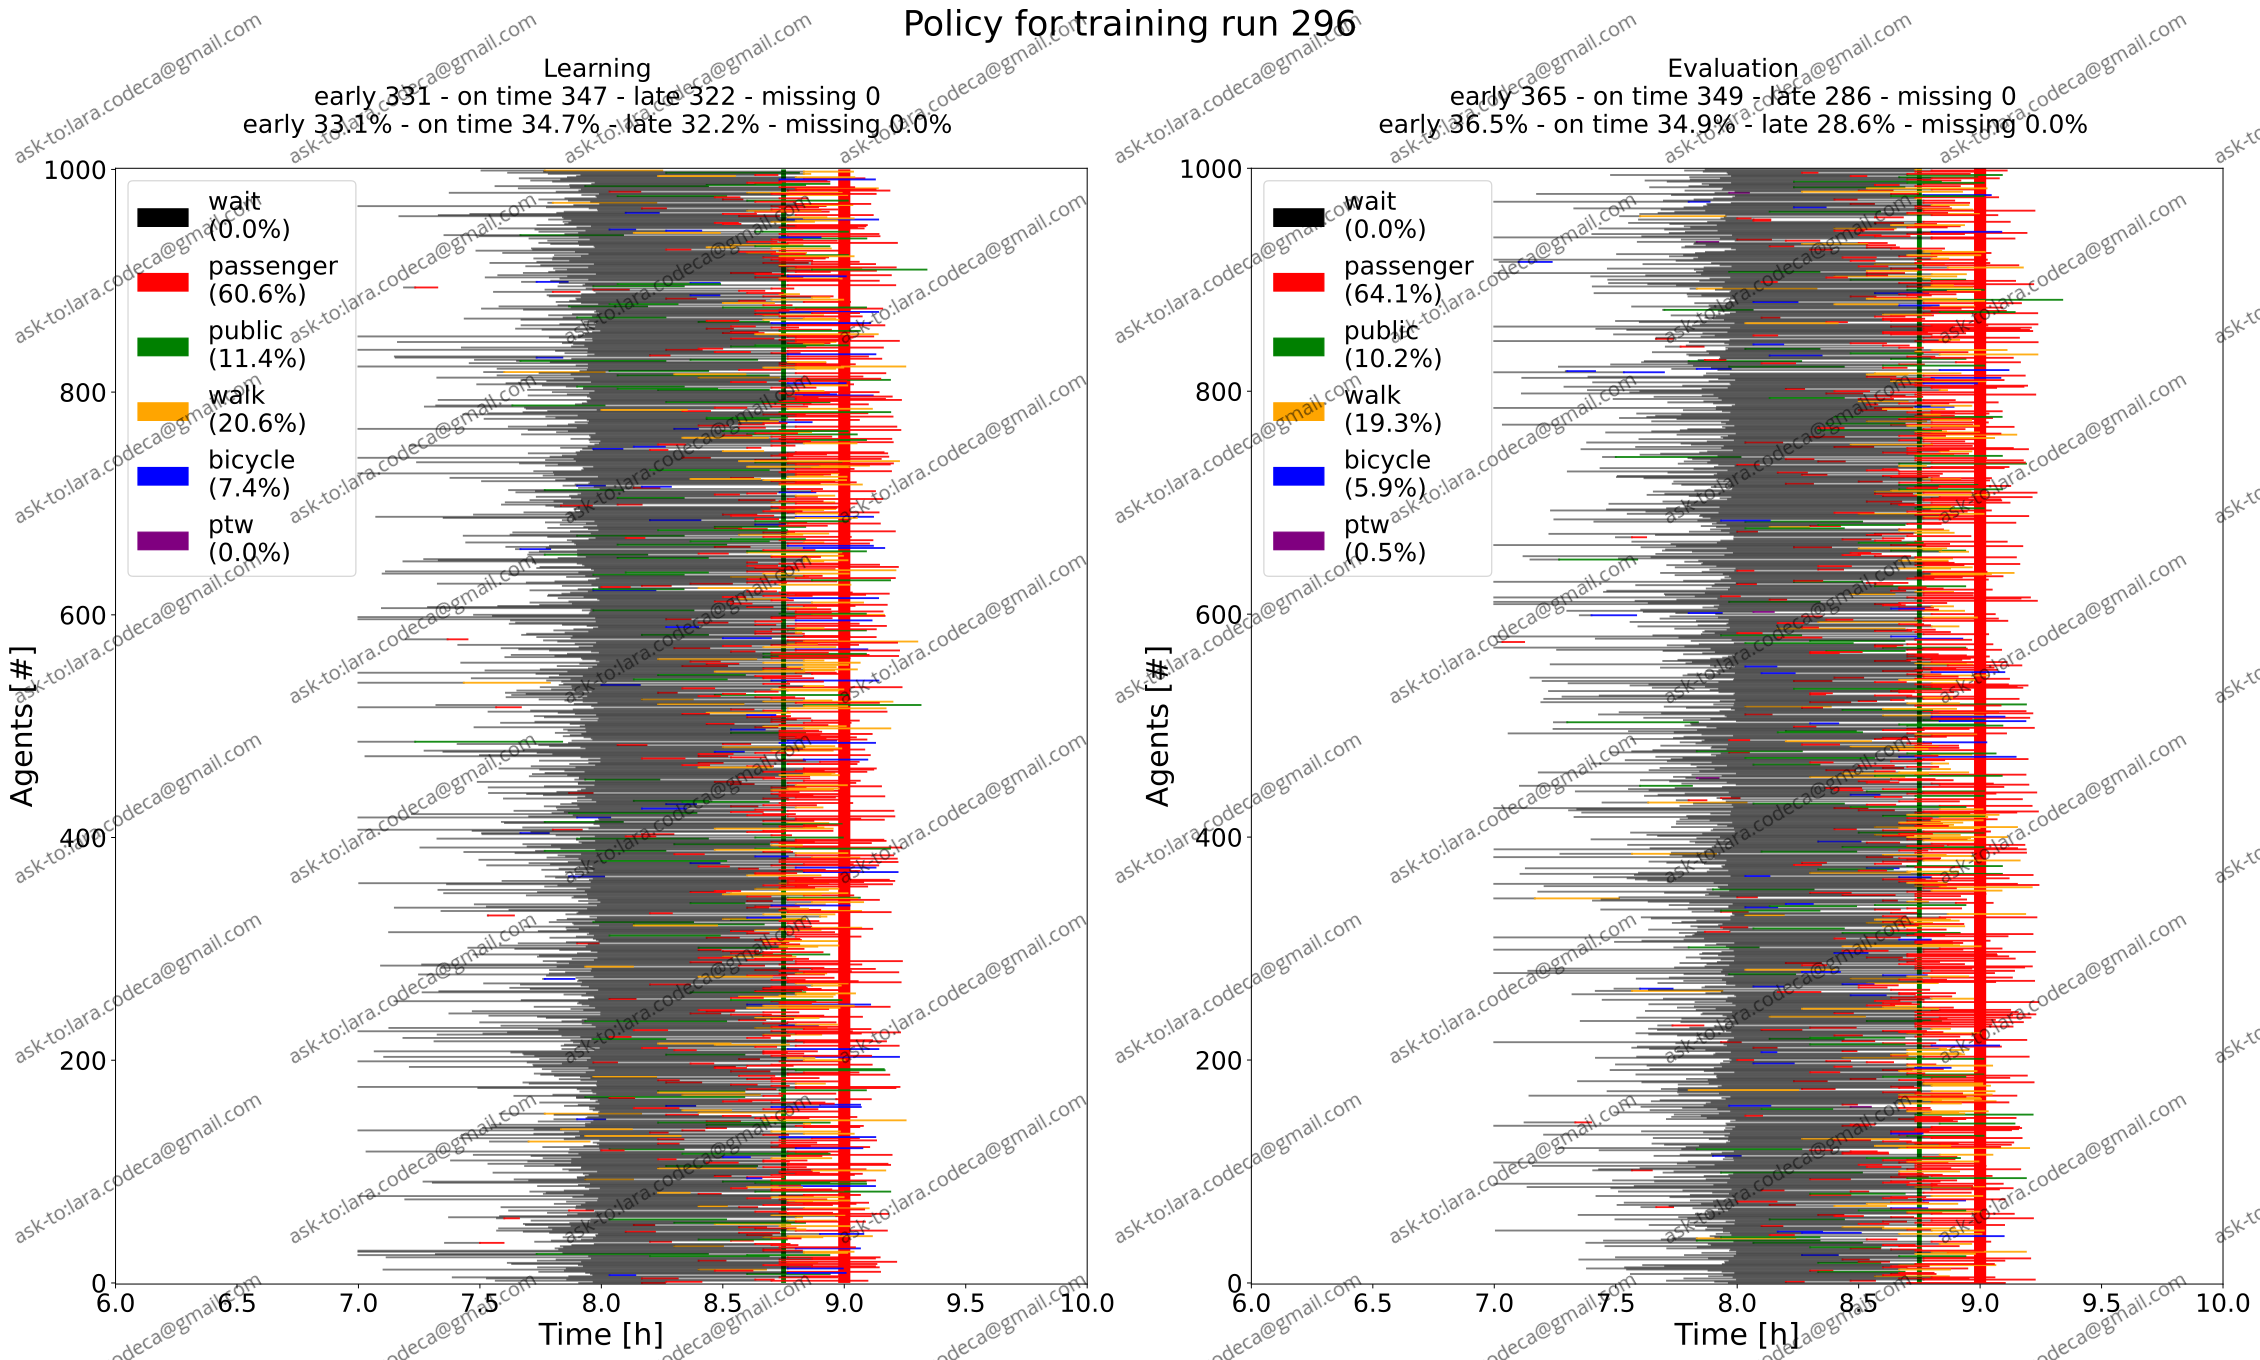 Policy for training run 296
Learning
early 331 - on time 347 - late 322 - missing 0
early 33.1% - on time 34.7% - late 32.2% - missing 0.0%
1000
800
600
400
200
0
Agents [#]
wait
(0.0%)
passenger
(60.6%)
public
(11.4%)
walk
(20.6%)
bicycle
(7.4%)
ptw
(0.0%)
6.0 6.5 7.0 7.5 8.0 8.5 9.0 9.5 10.0
Time [h]
Evaluation
early 365 - on time 349 - late 286 - missing 0
early 36.5% - on time 34.9% - late 28.6% - missing 0.0%
1000
800
600
400
200
0
Agents [#]
wait
(0.0%)
passenger
(64.1%)
public
(10.2%)
walk
(19.3%)
bicycle
(5.9%)
ptw
(0.5%)
6.0 6.5 7.0 7.5 8.0 8.5 9.0 9.5 10.0
Time [h]
ask-to:lara.codeca@gmail.com